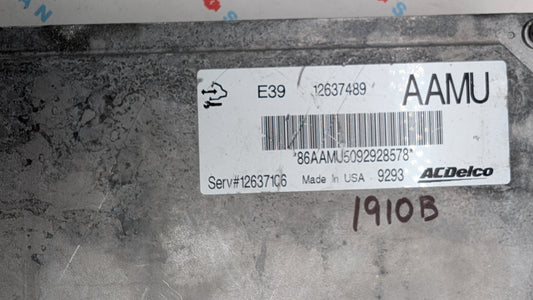 E39 12637489 AAMU
*86AAMU5092928578*
Serv#12637106 Made in USA 9293 ACDelco
1910B